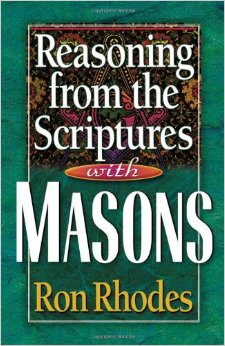 Reasoning
from the
Scriptures
with
MASONS
Ron Rhodes